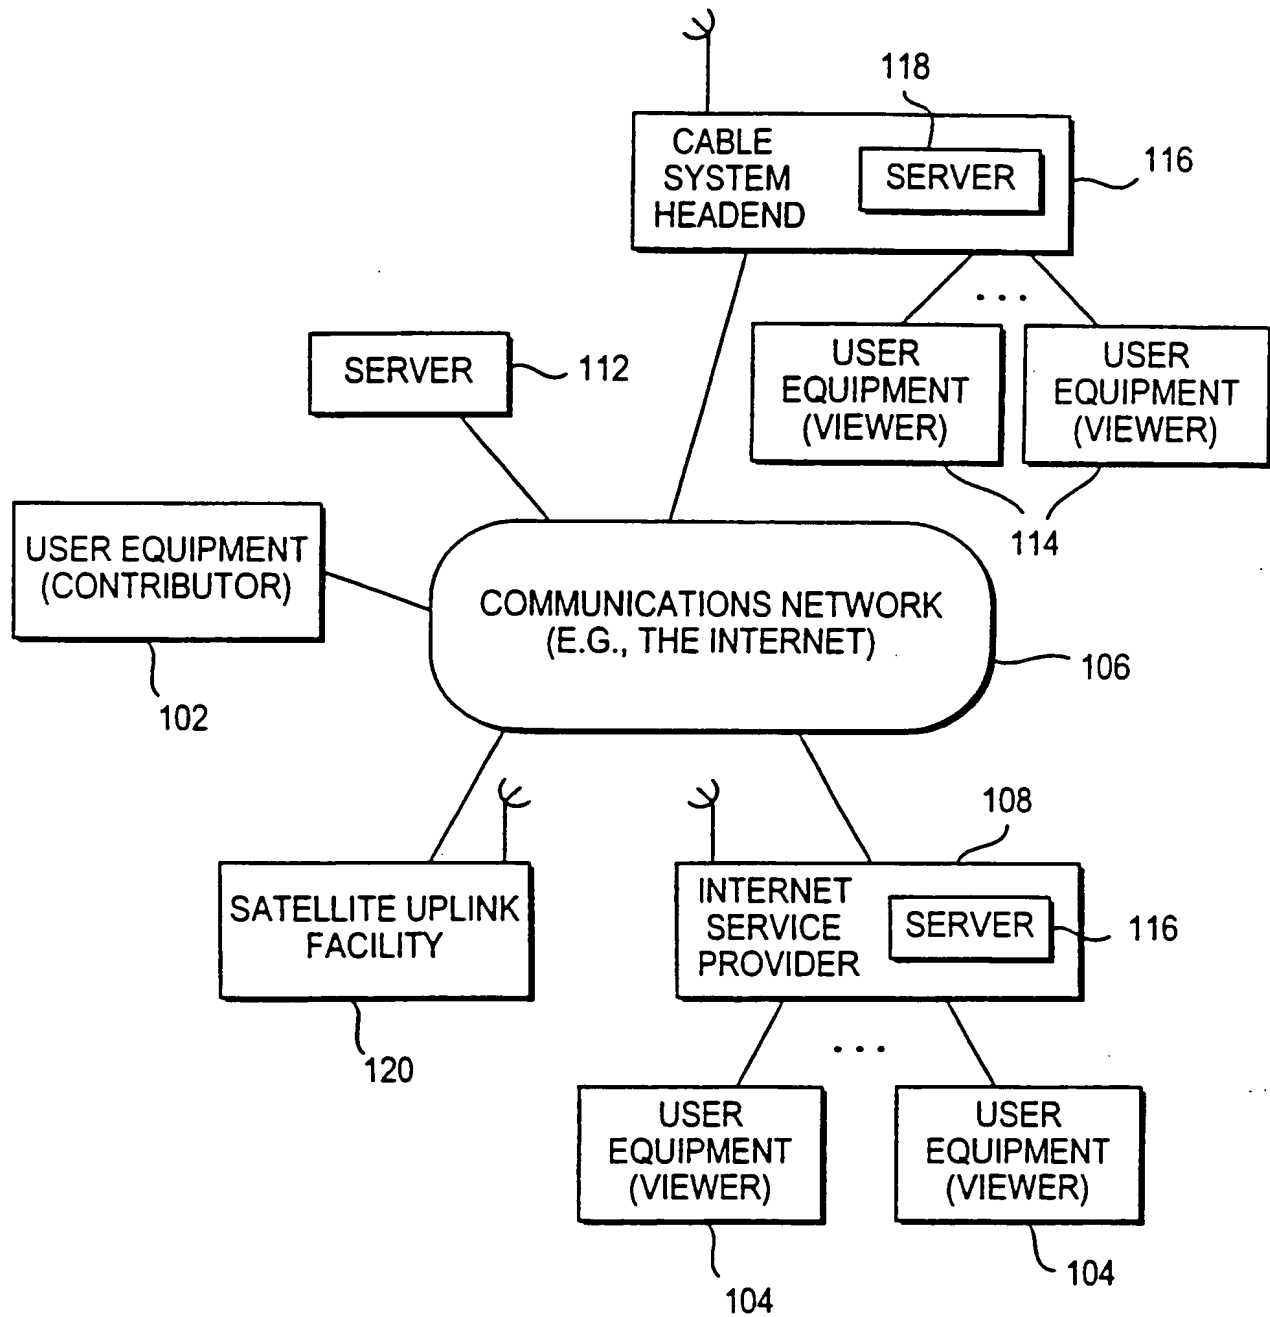 118
CABLE
SYSTEM
HEADEND
SERVER
116
. . .
USER
EQUIPMENT
(VIEWER)
USER
EQUIPMENT
(VIEWER)
114
SERVER
112
USER EQUIPMENT
(CONTRIBUTOR)
102
COMMUNICATIONS NETWORK
(E.G., THE INTERNET)
106
SATELLITE UPLINK
FACILITY
120
108
INTERNET
SERVICE
PROVIDER
SERVER
116
. . .
USER
EQUIPMENT
(VIEWER)
104
USER
EQUIPMENT
(VIEWER)
104